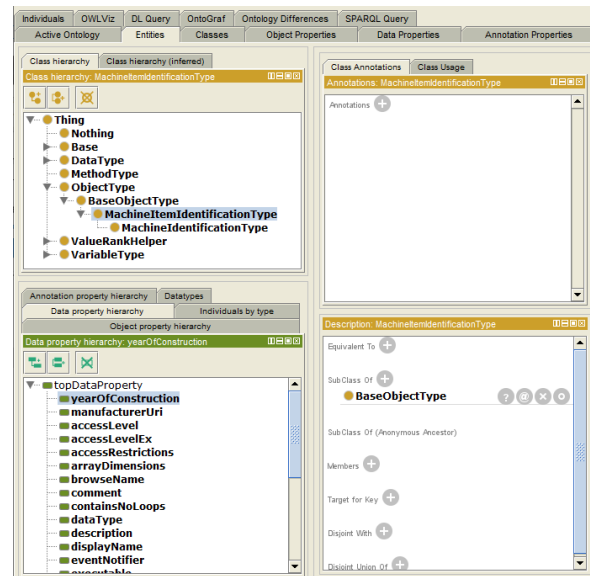 Individuals OWLViz DL Query OntoGraf Ontology Differences SPARQL Query
Active Ontology Entities Classes Object Properties Data Properties Annotation Properties
Class hierarchy Class hierarchy (inferred)
Class hierarchy: MachineItemIdentificationType
Thing
Nothing
Base
DataType
MethodType
ObjectType
BaseObjectType
MachineItemIdentificationType
MachineIdentificationType
ValueRankHelper
VariableType
Class Annotations Class Usage
Annotations: MachineItemIdentificationType
Annotations
Annotation property hierarchy Datatypes
Data property hierarchy Individuals by type
Object property hierarchy
Data property hierarchy: yearOfConstruction
topDataProperty
yearOfConstruction
manufacturerUri
accessLevel
accessLevelEx
accessRestrictions
arrayDimensions
browseName
comment
containsNoLoops
dataType
description
displayName
eventNotifier
executable
Description: MachineItemIdentificationType
Equivalent To
SubClass Of
BaseObjectType
SubClass Of (Anonymous Ancestor)
Members
Target for Key
Disjoint With
Disjoint Union Of